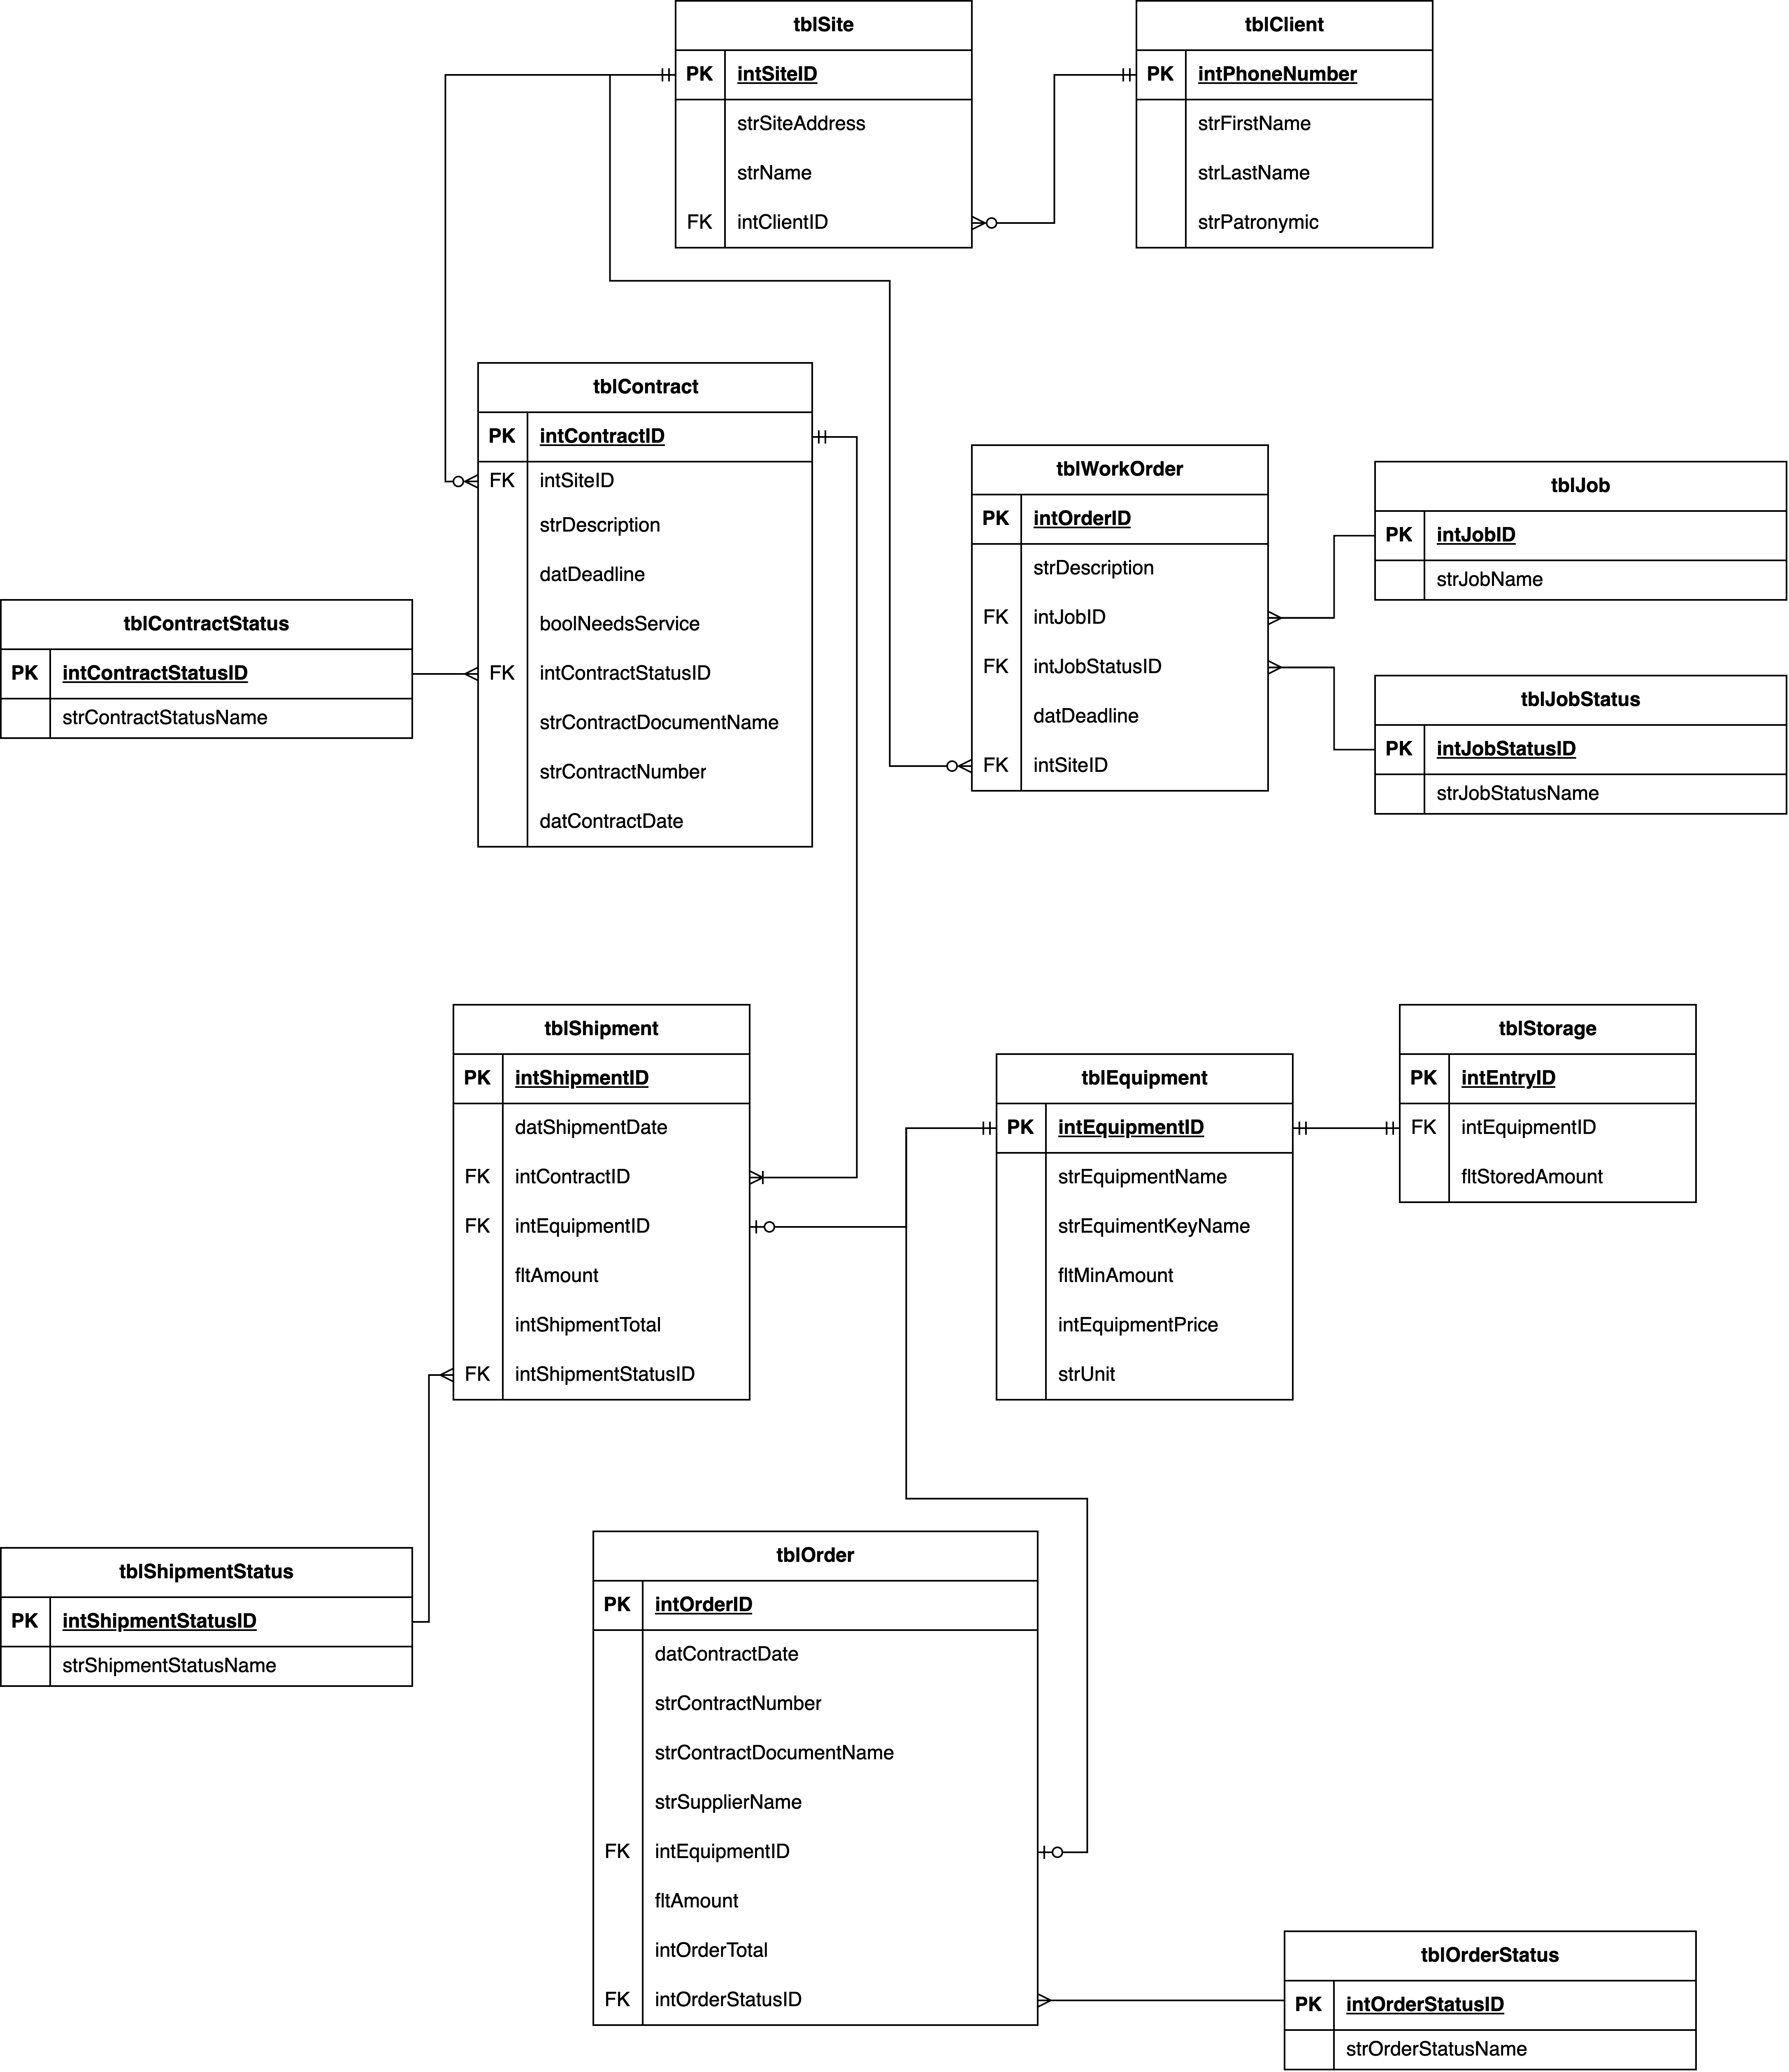 tblSite
PK intSiteID
strSiteAddress
strName
FK intClientID
tblClient
PK intPhoneNumber
strFirstName
strLastName
strPatronymic
tblContract
PK intContractID
FK intSiteID
strDescription
datDeadline
boolNeedsService
FK intContractStatusID
strContractDocumentName
strContractNumber
datContractDate
tblWorkOrder
PK intOrderID
strDescription
FK intJobID
FK intJobStatusID
datDeadline
FK intSiteID
tblJob
PK intJobID
strJobName
tblContractStatus
PK intContractStatusID
strContractStatusName
tblJobStatus
PK intJobStatusID
strJobStatusName
tblShipment
PK intShipmentID
datShipmentDate
FK intContractID
FK intEquipmentID
fltAmount
intShipmentTotal
FK intShipmentStatusID
tblEquipment
PK intEquipmentID
strEquipmentName
strEquimentKeyName
fltMinAmount
intEquipmentPrice
strUnit
tblStorage
PK intEntryID
FK intEquipmentID
fltStoredAmount
tblShipmentStatus
PK intShipmentStatusID
strShipmentStatusName
tblOrder
PK intOrderID
datContractDate
strContractNumber
strContractDocumentName
strSupplierName
FK intEquipmentID
fltAmount
intOrderTotal
FK intOrderStatusID
tblOrderStatus
PK intOrderStatusID
strOrderStatusName